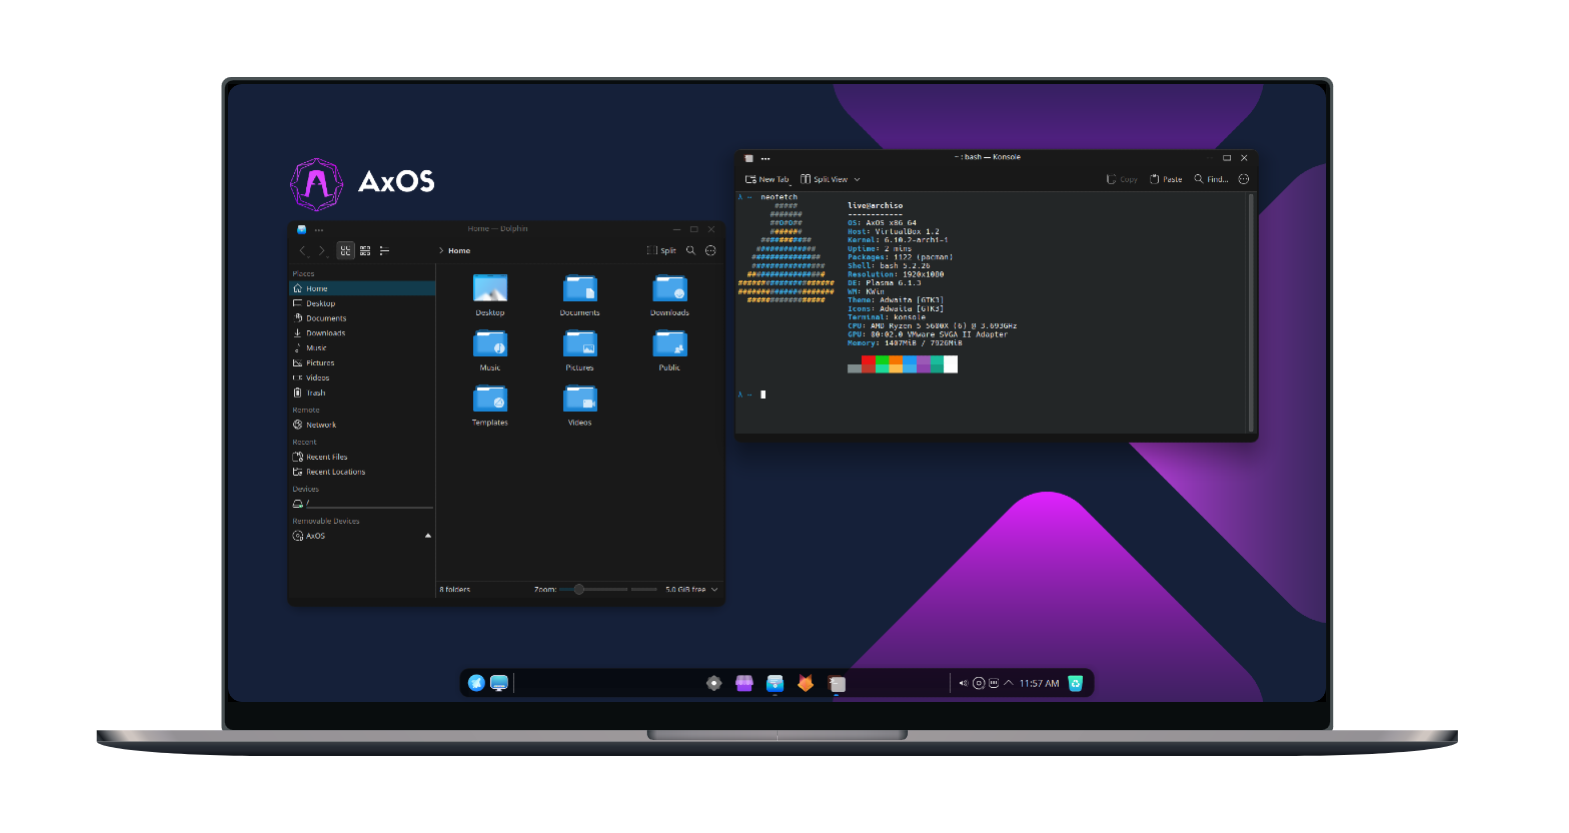 AxOS
Home — Dolphin
Home
Split
Places
Home
Desktop
Documents
Downloads
Music
Pictures
Videos
Trash
Remote
Network
Recent
Recent Files
Recent Locations
Devices
/
Removable Devices
AxOS
Desktop
Documents
Downloads
Music
Pictures
Public
Templates
Videos
8 folders
Zoom:
5.0 GiB free
~ : bash — Konsole
New Tab
Split View
Copy
Paste
Find...
λ ~ neofetch
live@archiso
------------
OS: AxOS x86_64
Host: VirtualBox 1.2
Kernel: 6.10.2-arch1-1
Uptime: 2 mins
Packages: 1122 (pacman)
Shell: bash 5.2.26
Resolution: 1920x1080
DE: Plasma 6.1.3
WM: KWin
Theme: Adwaita [GTK3]
Icons: Adwaita [GTK3]
Terminal: konsole
CPU: AMD Ryzen 5 5600X (6) @ 3.693GHz
GPU: 00:02.0 VMware SVGA II Adapter
Memory: 1407MiB / 7926MiB
λ ~
11:57 AM